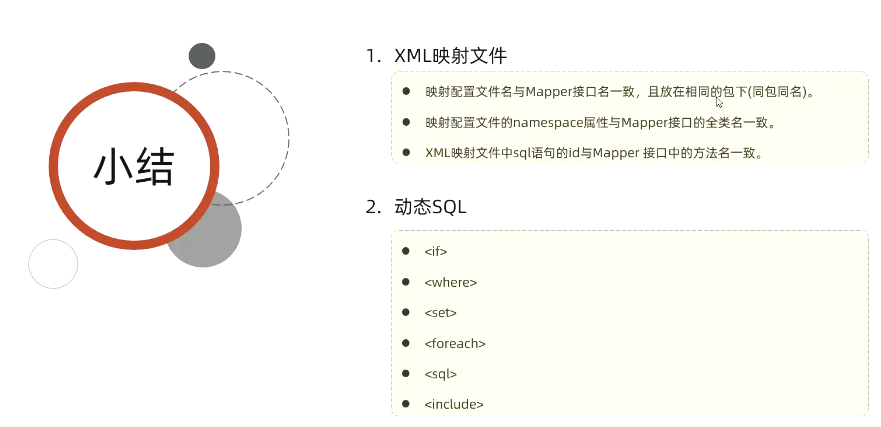 小结
1. XML映射文件
● 映射配置文件名与Mapper接口名一致，且放在相同的包下(同包同名)。
● 映射配置文件的namespace属性与Mapper接口的全类名一致。
● XML映射文件中sql语句的id与Mapper 接口中的方法名一致。
2. 动态SQL
● <if>
● <where>
● <set>
● <foreach>
● <sql>
● <include>